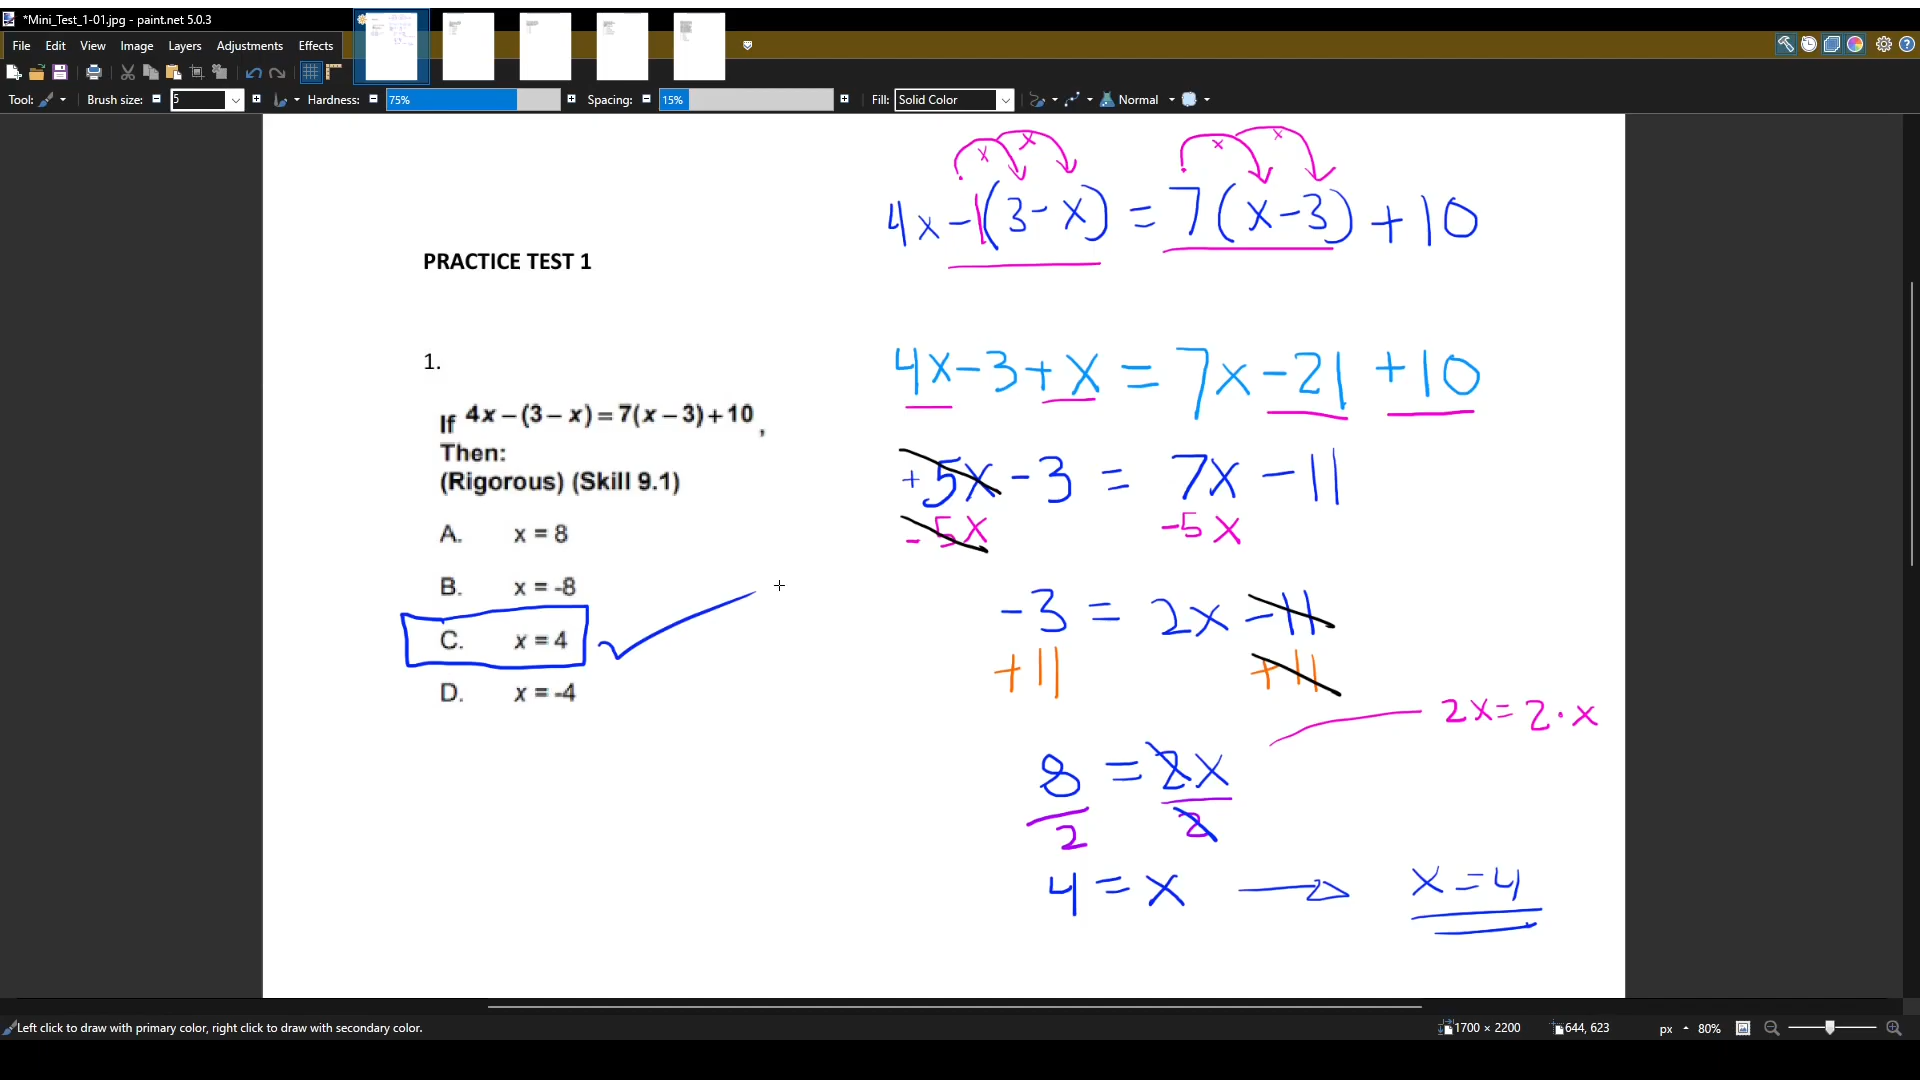 *Mini_Test_1-01.jpg - paint.net 5.0.3
File Edit View Image Layers Adjustments Effects
Tool: Brush size: 5 Hardness: 75% Spacing: 15% Fill: Solid Color Normal
PRACTICE TEST 1
1.
If 4x – (3 – x) = 7(x – 3) + 10 ,
Then:
(Rigorous) (Skill 9.1)
A. x = 8
B. x = -8
C. x = 4
D. x = -4
x x x x
4x - 1(3 - x) = 7(x - 3) + 10
4x - 3 + x = 7x - 21 + 10
+5x - 3 = 7x - 11
-5x -5x
-3 = 2x - 11
+11 +11
2x = 2 · x
8 = 2x
2 2
4 = x → x = 4
Left click to draw with primary color, right click to draw with secondary color. 1700 × 2200 644, 623 px 80%